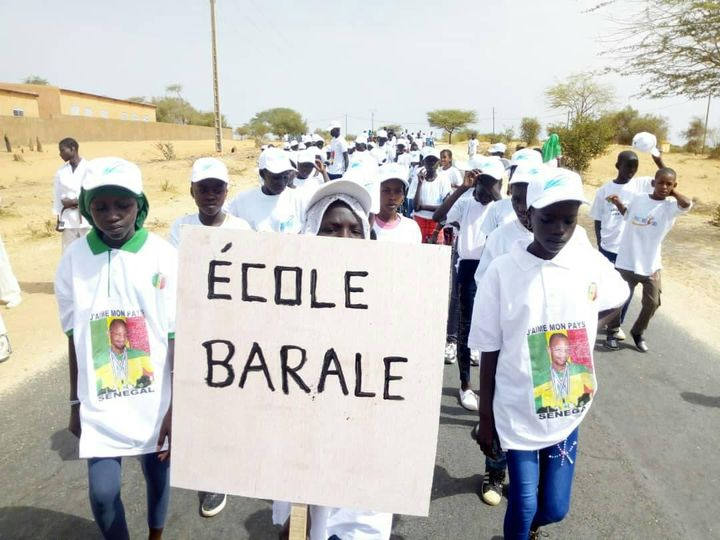 ÉCOLE
BARALE
J'AIME MON PAYS
SENEGAL
J'AIME MON PAYS
SENEGAL